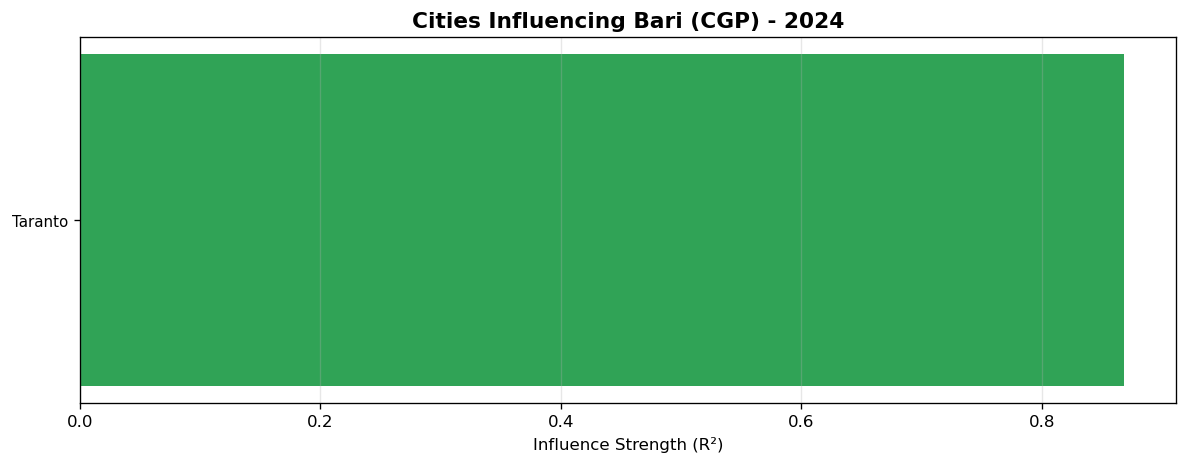 Cities Influencing Bari (CGP) - 2024
Taranto
0.0 0.2 0.4 0.6 0.8
Influence Strength (R²)